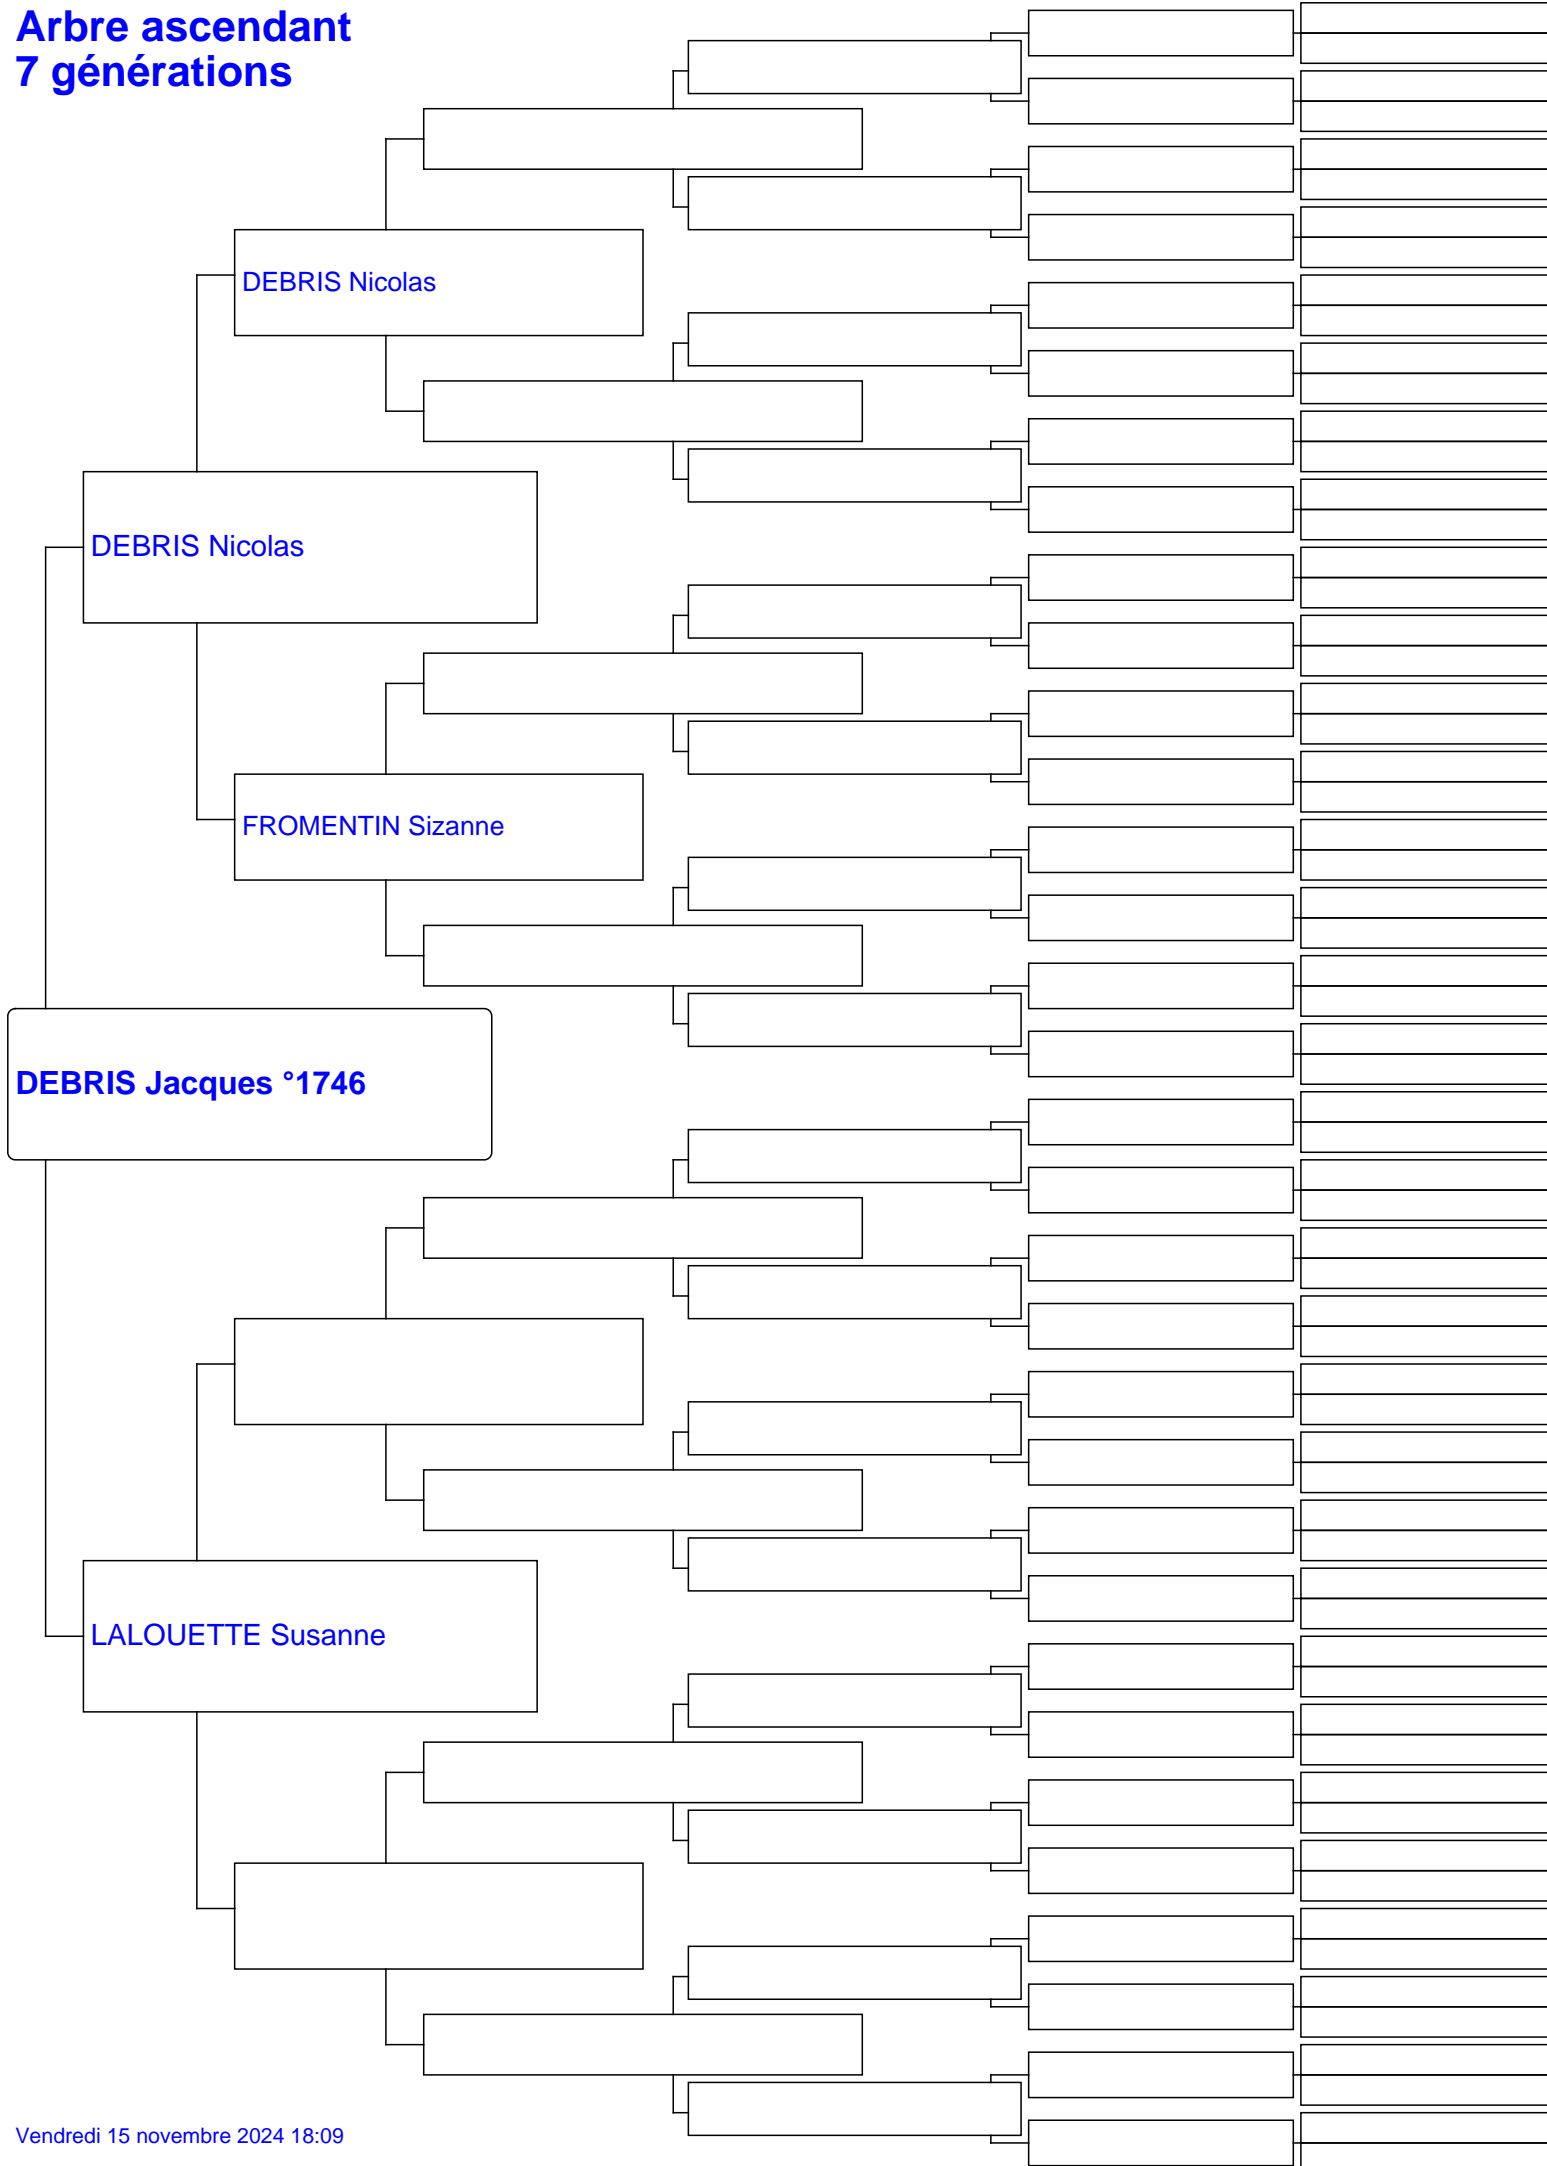 Arbre ascendant
7 générations
DEBRIS Nicolas
DEBRIS Nicolas
FROMENTIN Sizanne
DEBRIS Jacques °1746
LALOUETTE Susanne
Vendredi 15 novembre 2024 18:09